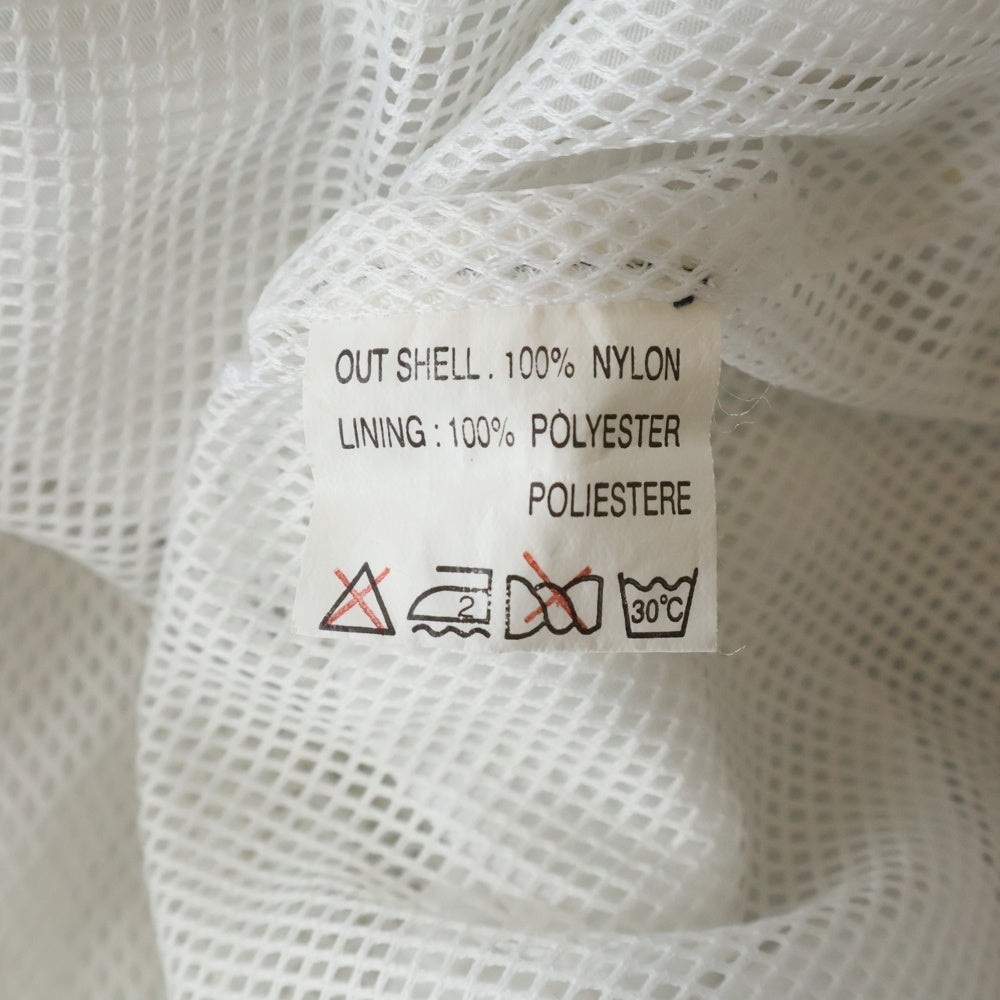 OUT SHELL . 100% NYLON
LINING : 100% POLYESTER
POLIESTERE
2 30°C